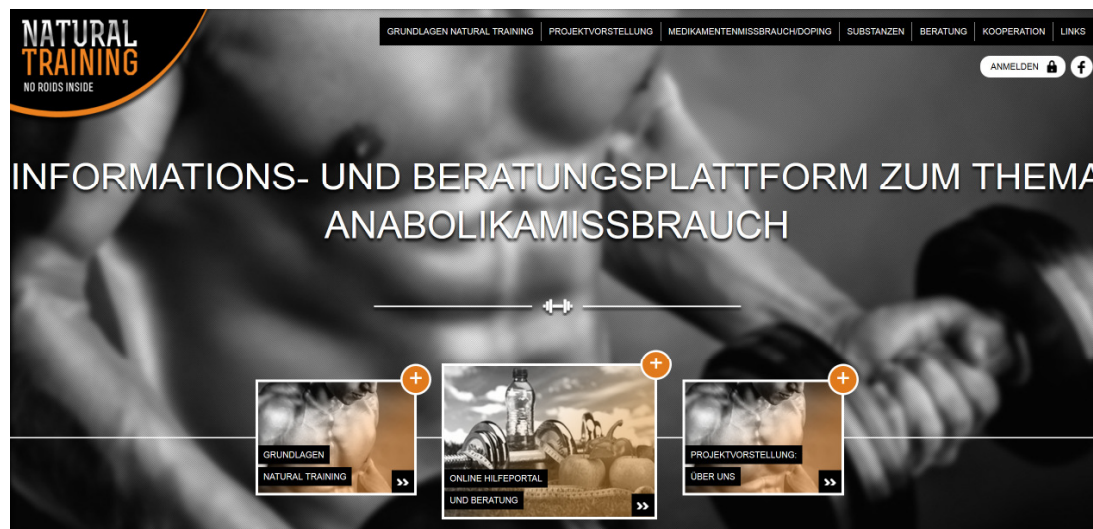 NATURAL
TRAINING
NO ROIDS INSIDE
GRUNDLAGEN NATURAL TRAINING
PROJEKTVORSTELLUNG
MEDIKAMENTENMISSBRAUCH/DOPING
SUBSTANZEN
BERATUNG
KOOPERATION
LINKS
ANMELDEN
INFORMATIONS- UND BERATUNGSPLATTFORM ZUM THEMA
ANABOLIKAMISSBRAUCH
GRUNDLAGEN
NATURAL TRAINING
ONLINE HILFEPORTAL
UND BERATUNG
PROJEKTVORSTELLUNG:
ÜBER UNS